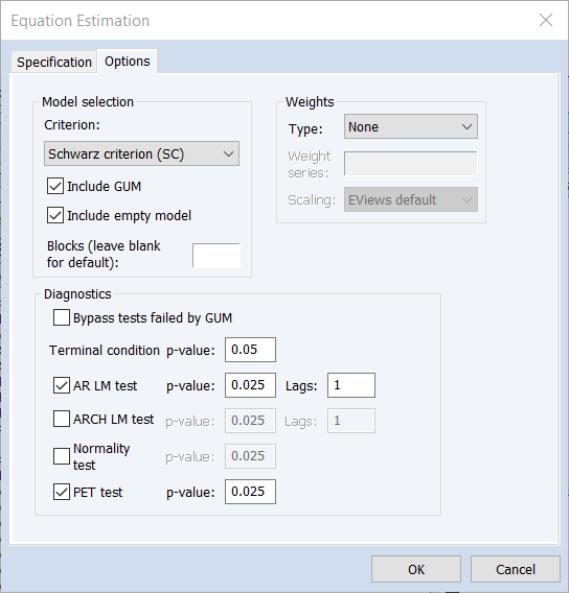 Equation Estimation
Specification Options
Model selection
Criterion:
Schwarz criterion (SC)
Include GUM
Include empty model
Blocks (leave blank
for default):
Weights
Type: None
Weight
series:
Scaling: EViews default
Diagnostics
Bypass tests failed by GUM
Terminal condition p-value: 0.05
AR LM test p-value: 0.025 Lags: 1
ARCH LM test p-value: 0.025 Lags: 1
Normality
test p-value: 0.025
PET test p-value: 0.025
OK Cancel